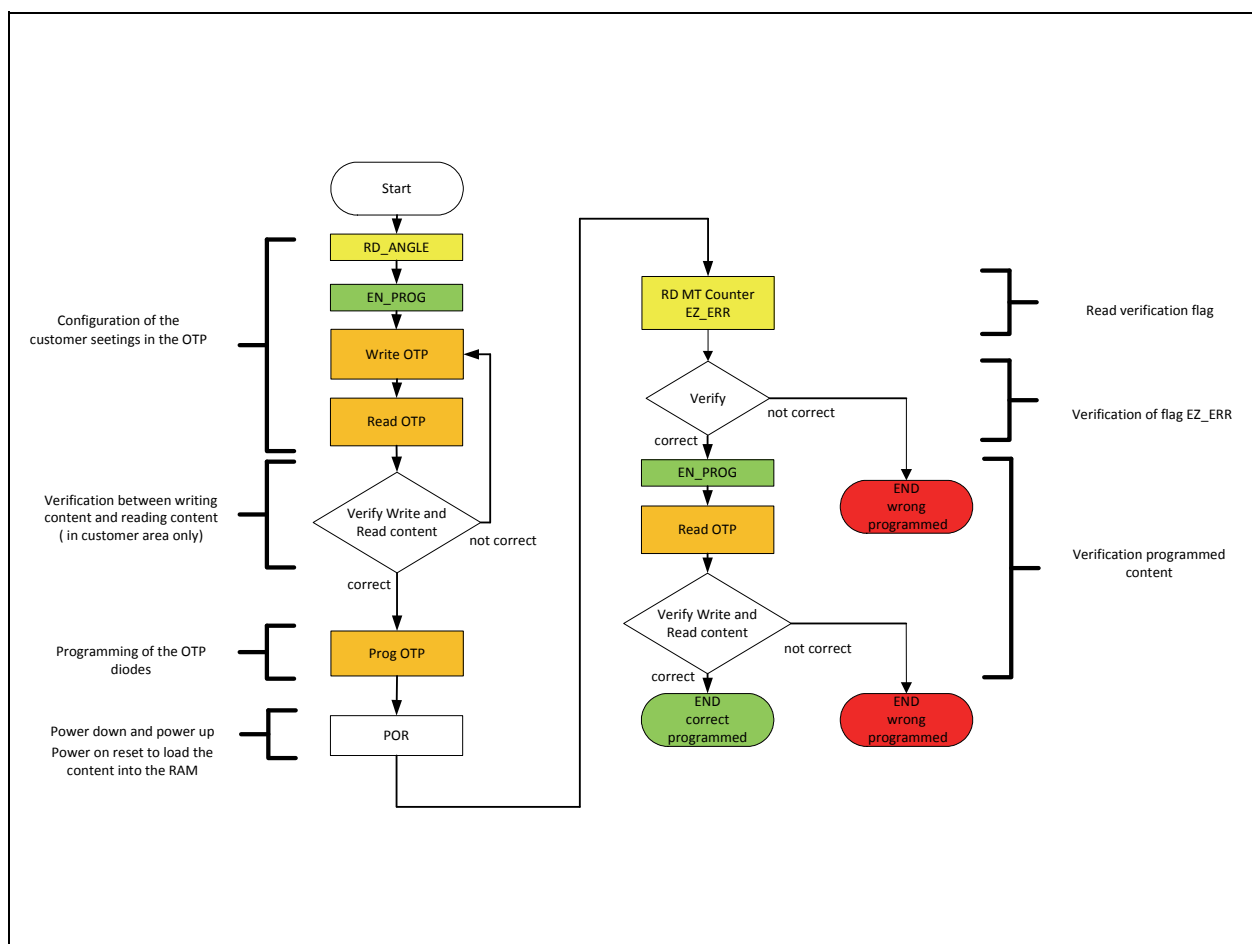 Start
RD_ANGLE
EN_PROG
Configuration of the
customer seetings in the OTP
Write OTP
Read OTP
Verification between writing
content and reading content
( in customer area only)
Verify Write and
Read content
not correct
correct
Programming of the OTP
diodes
Prog OTP
Power down and power up
Power on reset to load the
content into the RAM
POR
RD MT Counter
EZ_ERR
Read verification flag
Verify
not correct
correct
Verification of flag EZ_ERR
EN_PROG
END
wrong
programmed
Read OTP
Verification programmed
content
Verify Write and
Read content
not correct
correct
END
correct
programmed
END
wrong
programmed